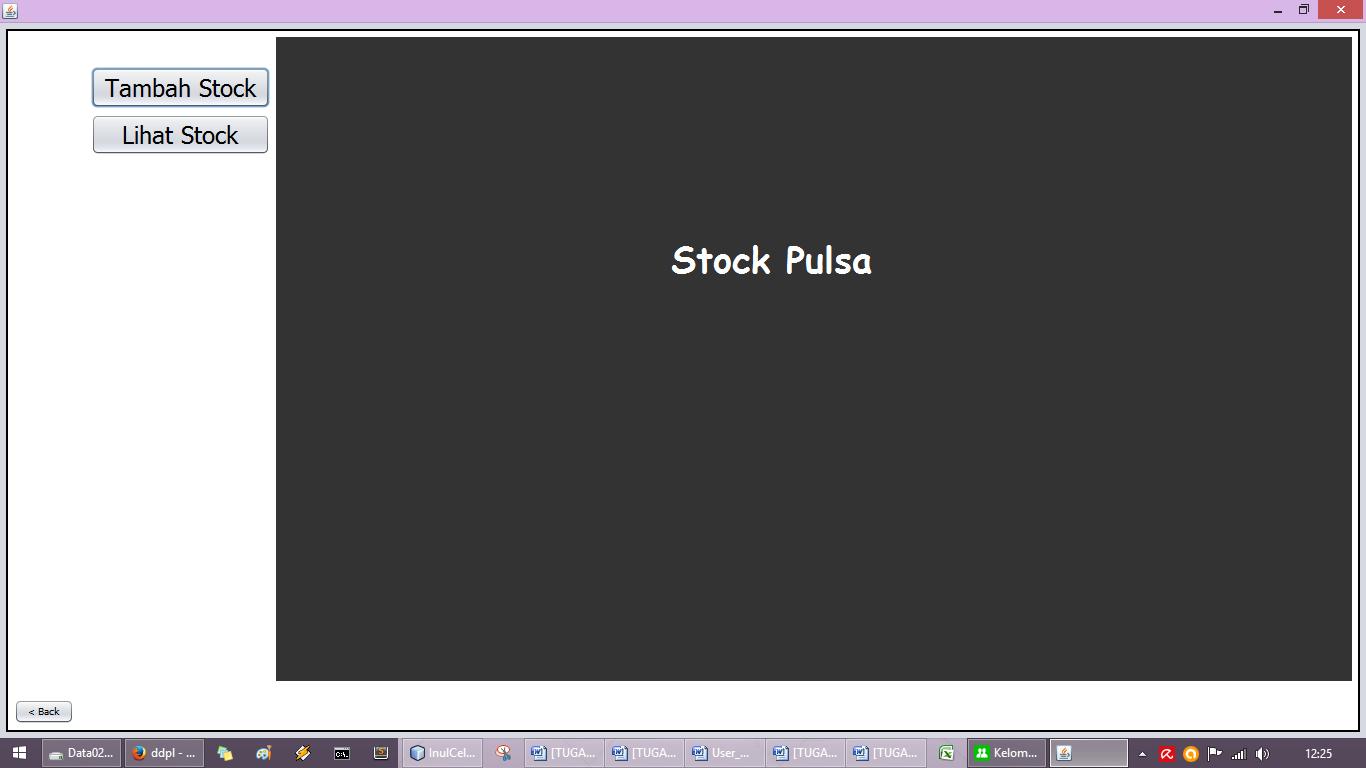 Tambah Stock
Lihat Stock
Stock Pulsa
< Back
Data02...
ddpl - ...
C:\.
S
InulCel...
[TUGA...
[TUGA...
User_...
[TUGA...
[TUGA...
Kelom...
12:25